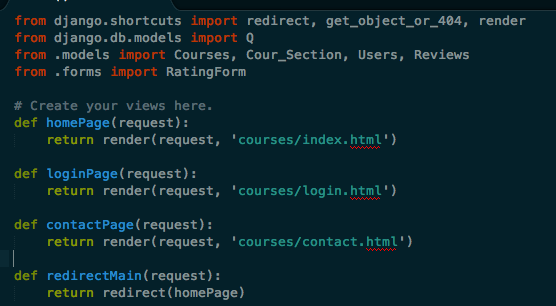 from django.shortcuts import redirect, get_object_or_404, render
from django.db.models import Q
from .models import Courses, Cour_Section, Users, Reviews
from .forms import RatingForm

# Create your views here.
def homePage(request):
    return render(request, 'courses/index.html')

def loginPage(request):
    return render(request, 'courses/login.html')

def contactPage(request):
    return render(request, 'courses/contact.html')

def redirectMain(request):
    return redirect(homePage)